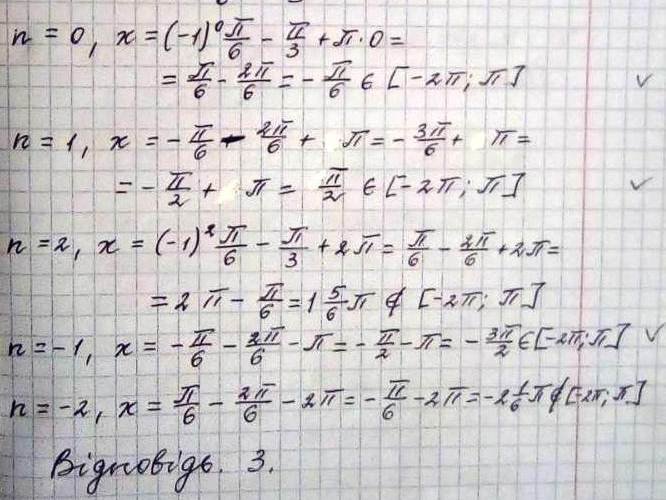 n = 0, x = (-1)⁰ π/6 - π/3 + π·0 =
= π/6 - 2π/6 = - π/6 ∈ [-2π; π] ✓
n = 1, x = - π/6 - 2π/6 + π = - 3π/6 + π =
= - π/2 + π = π/2 ∈ [-2π; π] ✓
n = 2, x = (-1)² π/6 - π/3 + 2π = π/6 - 2π/6 + 2π =
= 2π - π/6 = 1 5/6 π ∉ [-2π; π]
n = -1, x = - π/6 - 2π/6 - π = - π/2 - π = - 3π/2 ∈ [-2π; π] ✓
n = -2, x = π/6 - 2π/6 - 2π = - π/6 - 2π = -2 1/6 π ∉ [-2π; π]
Відповідь. 3.